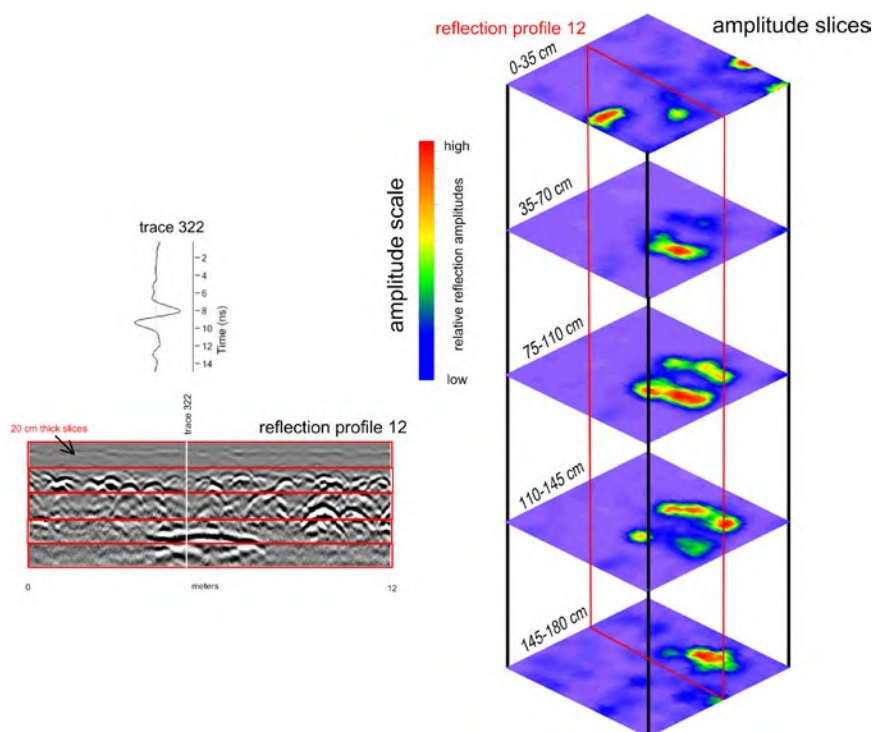 reflection profile 12
amplitude slices
0-35 cm
high
amplitude scale
relative reflection amplitudes
low
35-70 cm
75-110 cm
110-145 cm
145-180 cm
trace 322
2
4
6
8
10
12
14
Time (ns)
trace 322
20 cm thick slices
reflection profile 12
0
meters
12